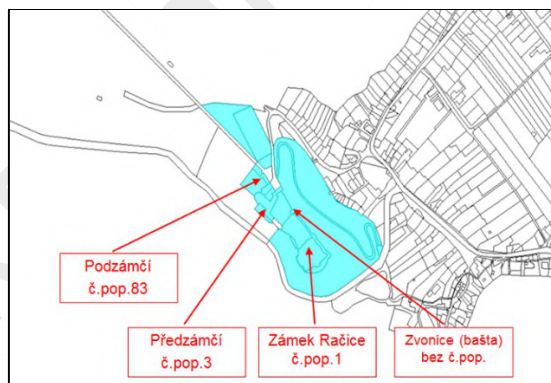 Podzámčí
č.pop.83
Předzámčí
č.pop.3
Zámek Račice
č.pop.1
Zvonice (bašta)
bez č.pop.